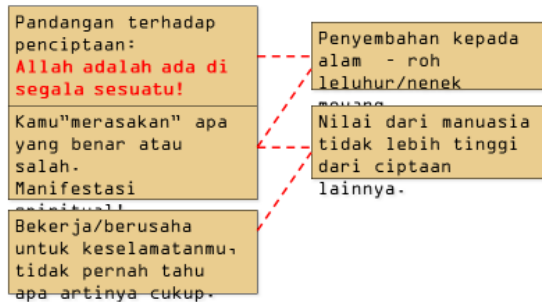 Pandangan terhadap
penciptaan:
Allah adalah ada di
segala sesuatu!
Kamu"merasakan" apa
yang benar atau
salah.
Manifestasi
spiritual!
Bekerja/berusaha
untuk keselamatanmu,
tidak pernah tahu
apa artinya cukup.
Penyembahan kepada
alam  - roh
leluhur/nenek
Nilai dari manuasia
tidak lebih tinggi
dari ciptaan
lainnya.